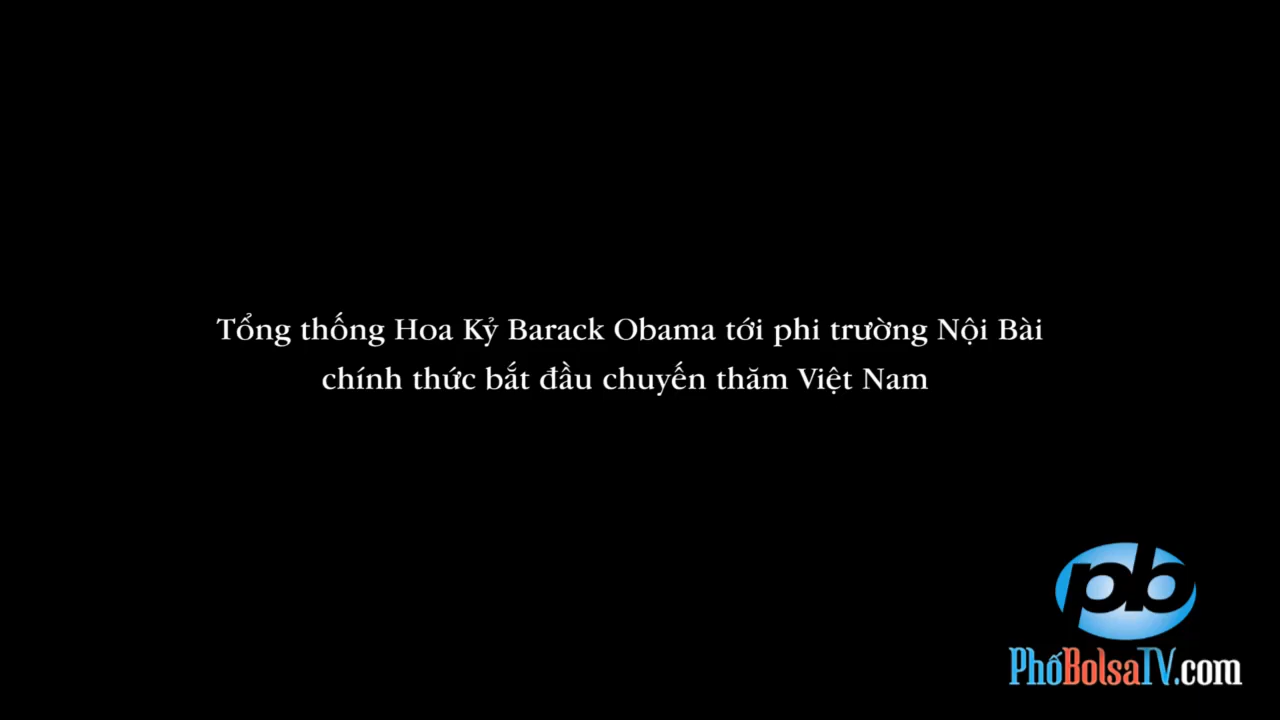 Tổng thống Hoa Kỷ Barack Obama tới phi trường Nội Bài
chính thức bắt đầu chuyến thăm Việt Nam
pb
PhốBolsaTV.com